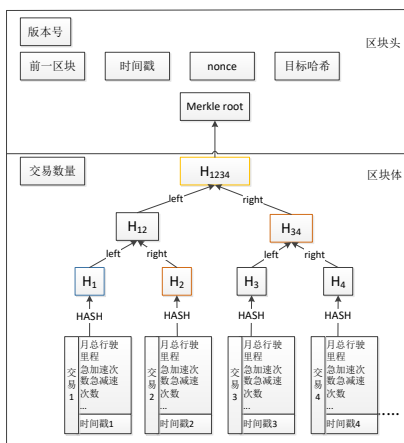 版本号
区块头
前一区块
时间戳
nonce
目标哈希
Merkle root
交易数量
H1234
区块体
left
right
H12
H34
left
right
left
right
H1
H2
H3
H4
HASH
HASH
HASH
HASH
交易1
月总行驶
里程
急加速次
数急减速
次数
...
时间戳1
交易2
月总行驶
里程
急加速次
数急减速
次数
...
时间戳2
交易3
月总行驶
里程
急加速次
数急减速
次数
...
时间戳3
交易4
月总行驶
里程
急加速次
数急减速
次数
...
时间戳4
......